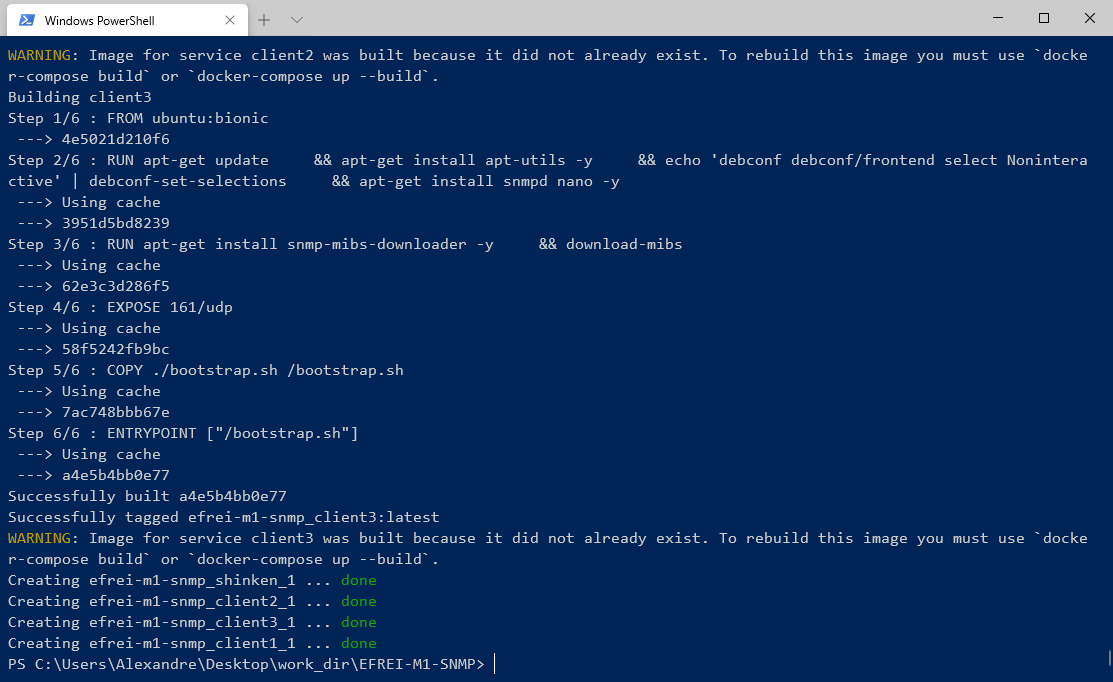 Windows PowerShell
WARNING: Image for service client2 was built because it did not already exist. To rebuild this image you must use `docke
r-compose build` or `docker-compose up --build`.
Building client3
Step 1/6 : FROM ubuntu:bionic
 ---> 4e5021d210f6
Step 2/6 : RUN apt-get update     && apt-get install apt-utils -y     && echo 'debconf debconf/frontend select Nonintera
ctive' | debconf-set-selections     && apt-get install snmpd nano -y
 ---> Using cache
 ---> 3951d5bd8239
Step 3/6 : RUN apt-get install snmp-mibs-downloader -y     && download-mibs
 ---> Using cache
 ---> 62e3c3d286f5
Step 4/6 : EXPOSE 161/udp
 ---> Using cache
 ---> 58f5242fb9bc
Step 5/6 : COPY ./bootstrap.sh /bootstrap.sh
 ---> Using cache
 ---> 7ac748bbb67e
Step 6/6 : ENTRYPOINT ["/bootstrap.sh"]
 ---> Using cache
 ---> a4e5b4bb0e77
Successfully built a4e5b4bb0e77
Successfully tagged efrei-m1-snmp_client3:latest
WARNING: Image for service client3 was built because it did not already exist. To rebuild this image you must use `docke
r-compose build` or `docker-compose up --build`.
Creating efrei-m1-snmp_shinken_1 ... done
Creating efrei-m1-snmp_client2_1 ... done
Creating efrei-m1-snmp_client3_1 ... done
Creating efrei-m1-snmp_client1_1 ... done
PS C:\Users\Alexandre\Desktop\work_dir\EFREI-M1-SNMP>